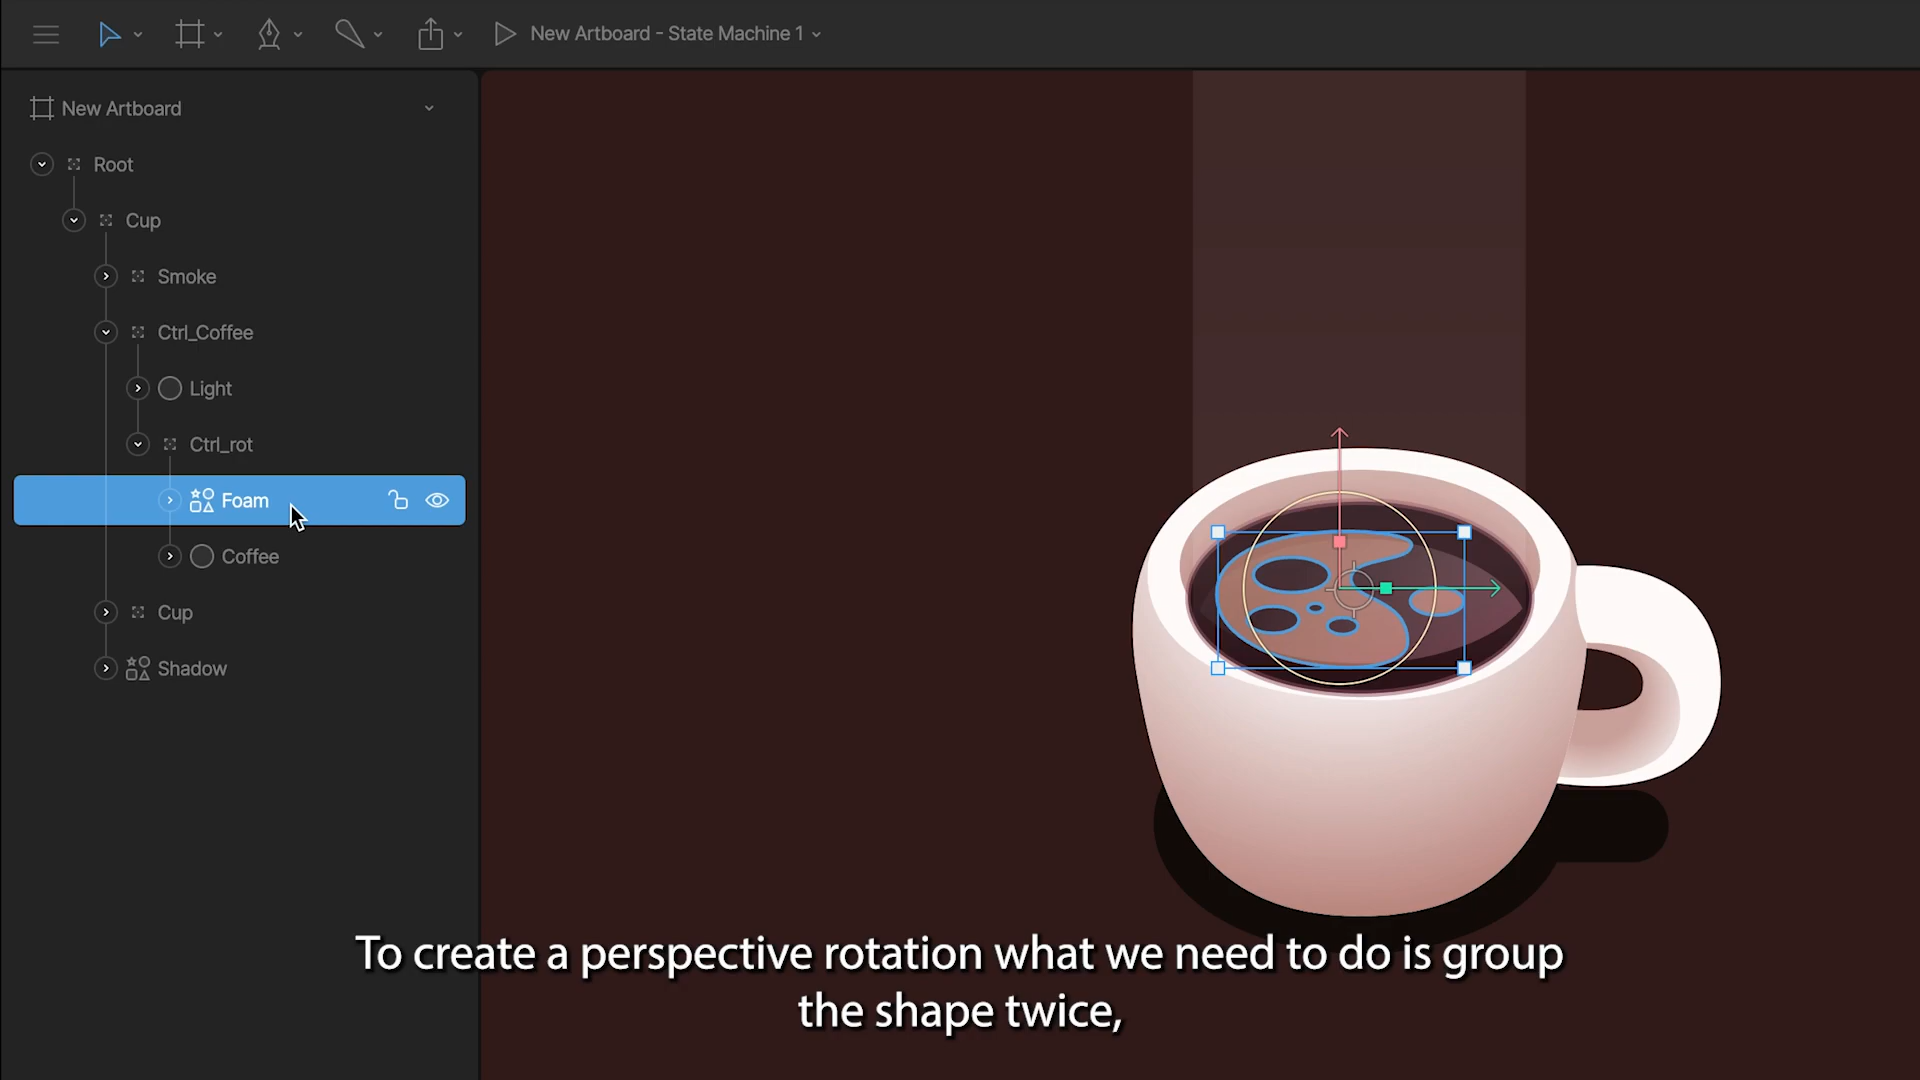 New Artboard - State Machine 1
New Artboard
Root
Cup
Smoke
Ctrl_Coffee
Light
Ctrl_rot
Foam
Coffee
Cup
Shadow
To create a perspective rotation what we need to do is group
the shape twice,